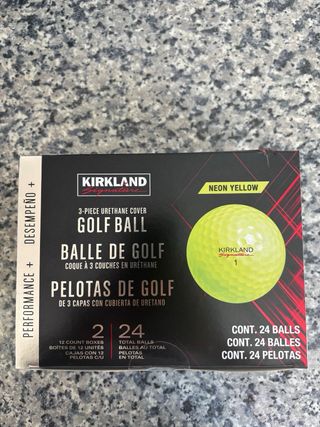 PERFORMANCE + DESEMPEÑO +
KIRKLAND
Signature
3-PIECE URETHANE COVER
GOLF BALL
BALLE DE GOLF
COQUE À 3 COUCHES EN URÉTHANE
PELOTAS DE GOLF
DE 3 CAPAS CON CUBIERTA DE URETANO
2
12 COUNT BOXES
BOÎTES DE 12 UNITÉS
CAJAS CON 12
PELOTAS C/U
24
TOTAL BALLS
BALLES AU TOTAL
PELOTAS
EN TOTAL
NEON YELLOW
KIRKLAND
Signature
1
CONT. 24 BALLS
CONT. 24 BALLES
CONT. 24 PELOTAS